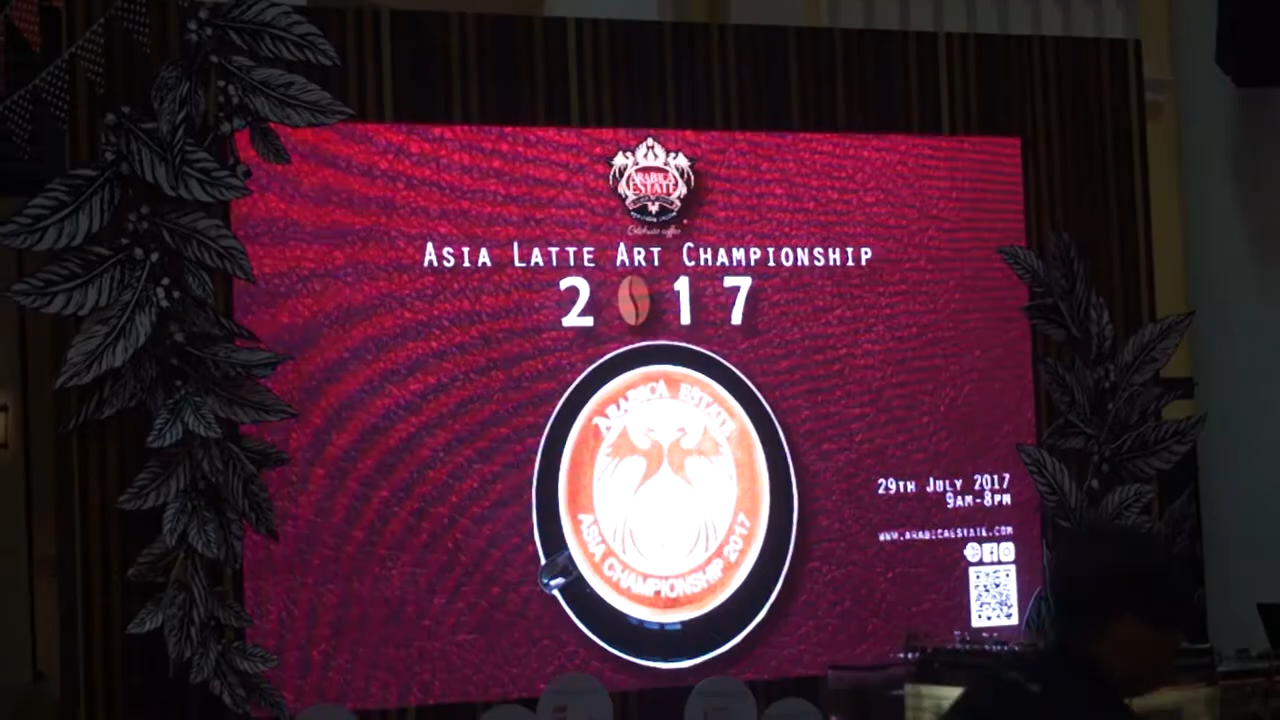 ARABICA
ESTATE
Celebrate coffee
ASIA LATTE ART CHAMPIONSHIP
2017
ARABICA ESTATE
ASIA CHAMPIONSHIP 2017
29TH JULY 2017
9AM-8PM
WWW.ARABICAESTATE.COM